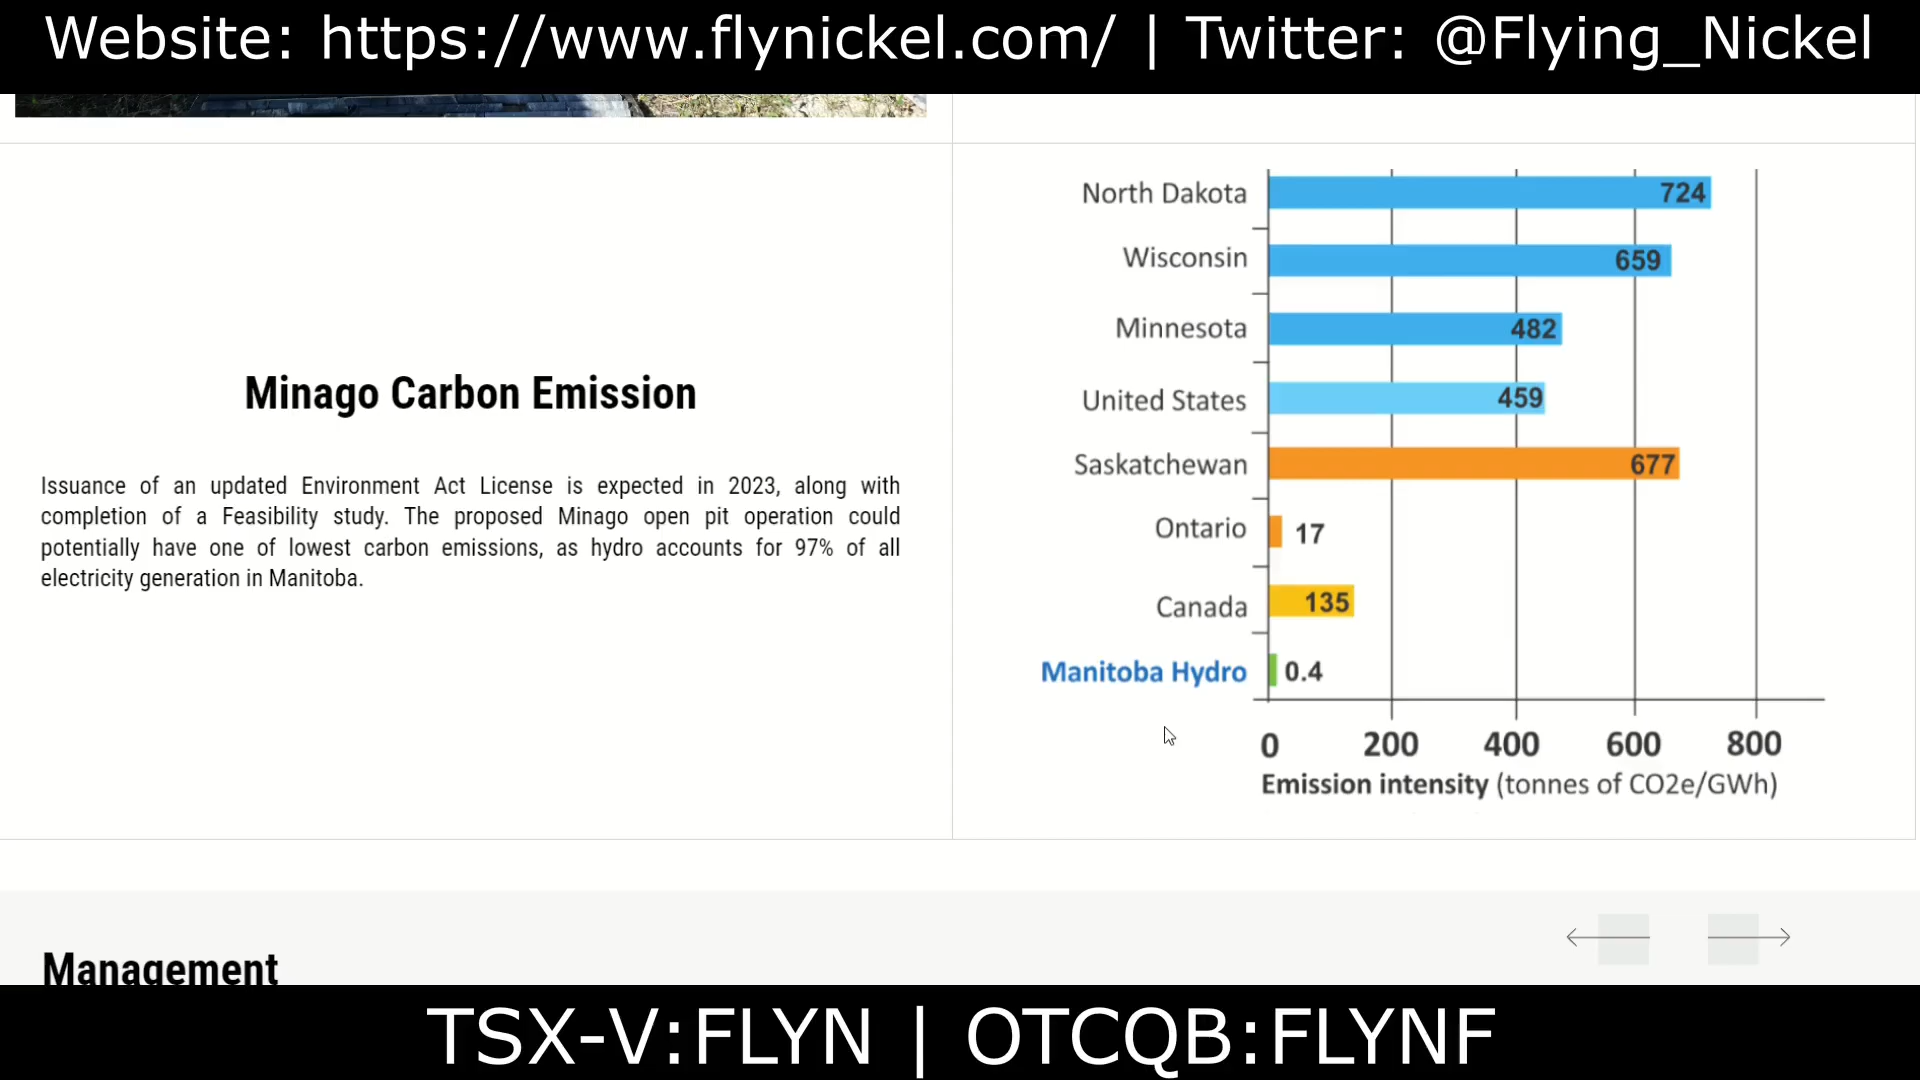 Website: https://www.flynickel.com/ | Twitter: @Flying_Nickel
Minago Carbon Emission
Issuance of an updated Environment Act License is expected in 2023, along with
completion of a Feasibility study. The proposed Minago open pit operation could
potentially have one of lowest carbon emissions, as hydro accounts for 97% of all
electricity generation in Manitoba.
North Dakota 724
Wisconsin 659
Minnesota 482
United States 459
Saskatchewan 677
Ontario 17
Canada 135
Manitoba Hydro 0.4
0 200 400 600 800
Emission intensity (tonnes of CO2e/GWh)
Management
TSX-V:FLYN | OTCQB:FLYNF